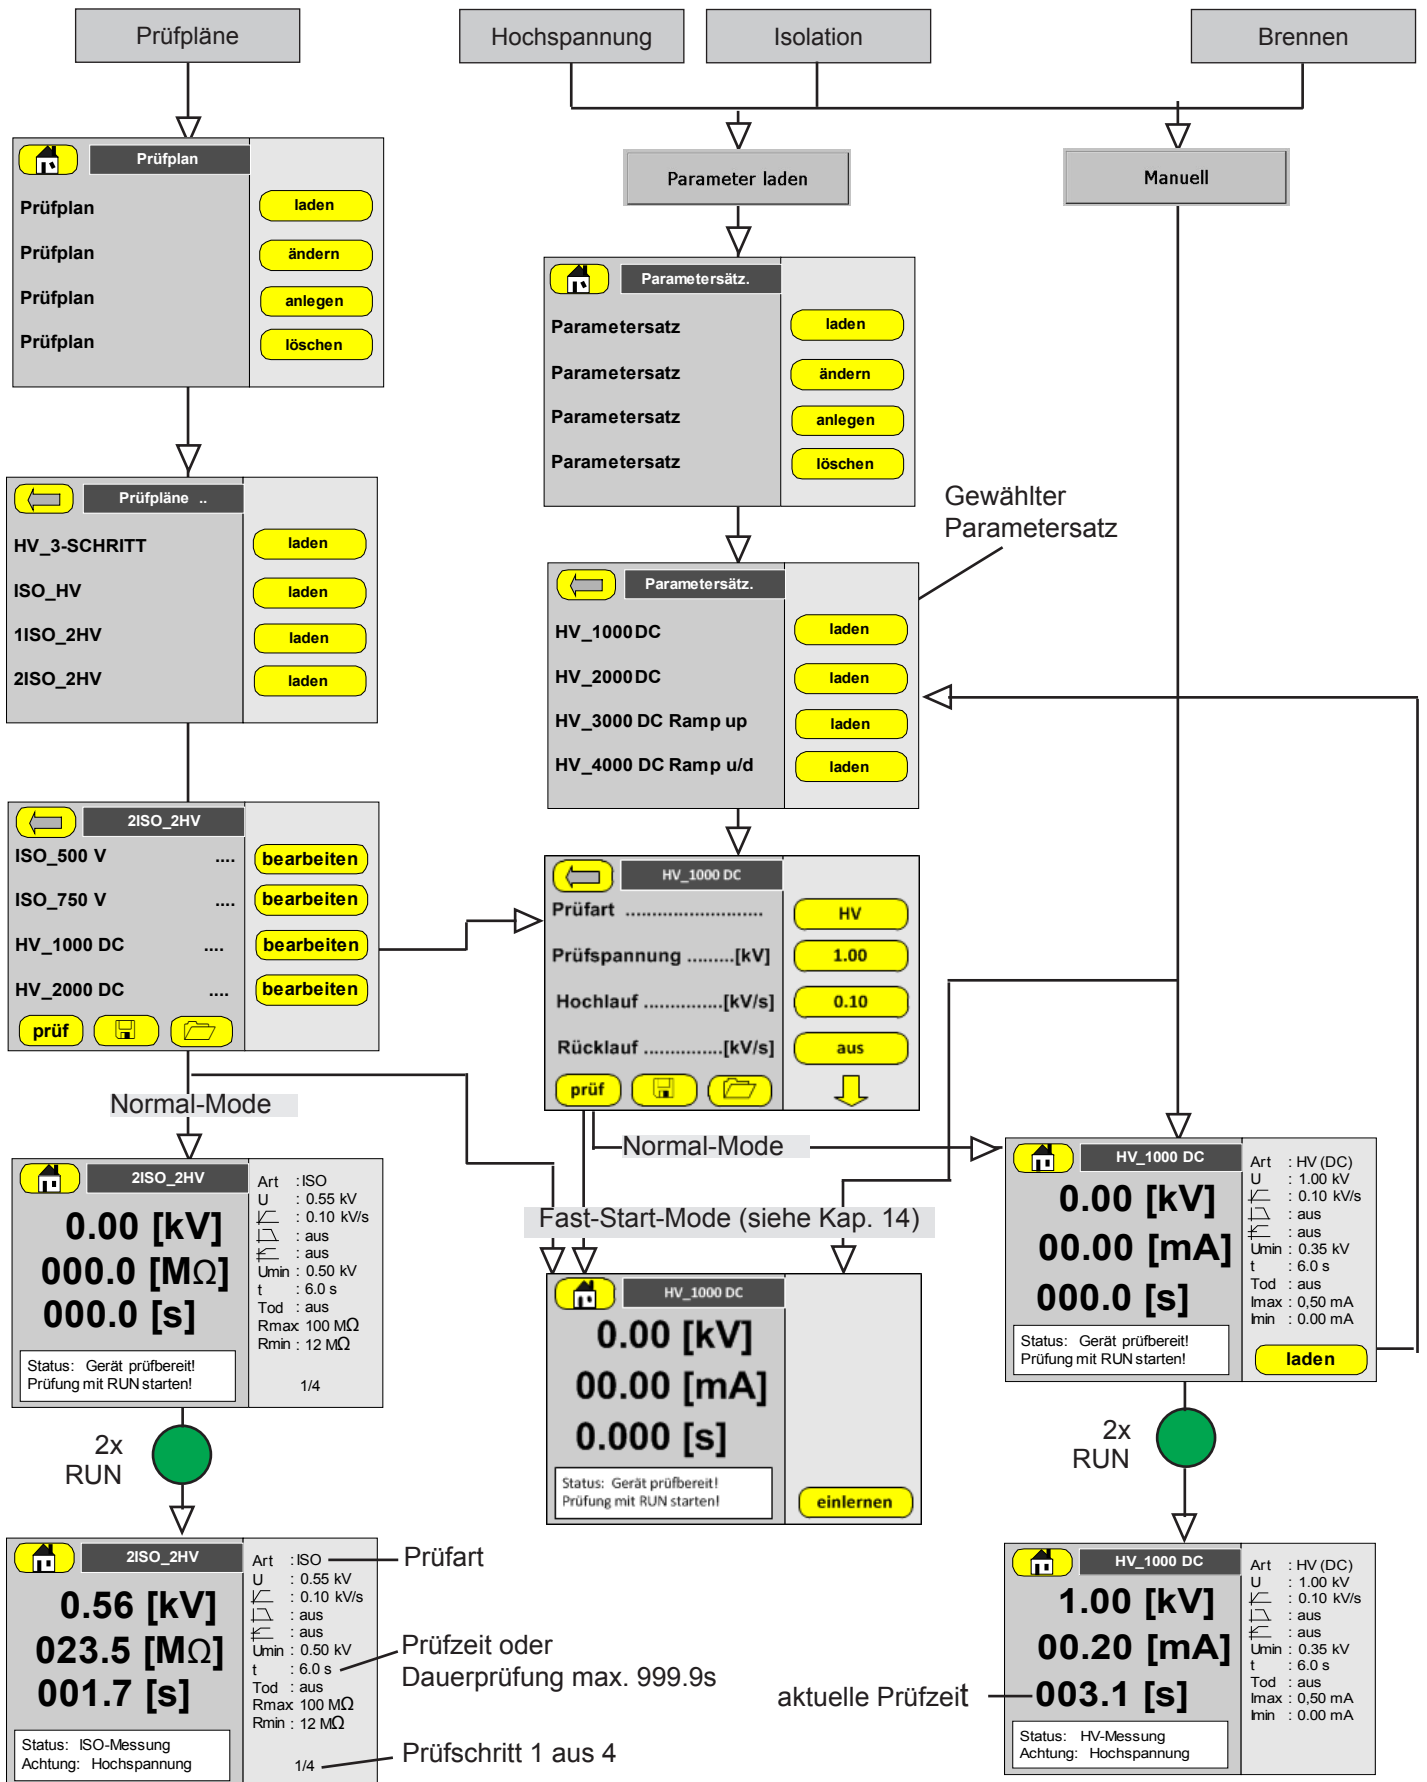 Prüfpläne
Hochspannung
Isolation
Brennen
Prüfplan
Prüfplan laden
Prüfplan ändern
Prüfplan anlegen
Prüfplan löschen
Parameter laden
Manuell
Parametersätz.
Parametersatz laden
Parametersatz ändern
Parametersatz anlegen
Parametersatz löschen
Prüfpläne ..
HV_3-SCHRITT laden
ISO_HV laden
1ISO_2HV laden
2ISO_2HV laden
Gewählter
Parametersatz
Parametersätz.
HV_1000DC laden
HV_2000DC laden
HV_3000 DC Ramp up laden
HV_4000 DC Ramp u/d laden
2ISO_2HV
ISO_500 V .... bearbeiten
ISO_750 V .... bearbeiten
HV_1000 DC .... bearbeiten
HV_2000 DC .... bearbeiten
prüf
HV_1000 DC
Prüfart .......................... HV
Prüfspannung .........[kV] 1.00
Hochlauf ...............[kV/s] 0.10
Rücklauf ...............[kV/s] aus
prüf
Normal-Mode
Normal-Mode
Fast-Start-Mode (siehe Kap. 14)
2ISO_2HV
0.00 [kV]
000.0 [MΩ]
000.0 [s]
Status: Gerät prüfbereit!
Prüfung mit RUN starten!
Art : ISO
U : 0.55 kV
: 0.10 kV/s
: aus
: aus
Umin : 0.50 kV
t : 6.0 s
Tod : aus
Rmax: 100 MΩ
Rmin : 12 MΩ
1/4
HV_1000 DC
0.00 [kV]
00.00 [mA]
0.000 [s]
Status: Gerät prüfbereit!
Prüfung mit RUN starten!
einlernen
HV_1000 DC
0.00 [kV]
00.00 [mA]
000.0 [s]
Status: Gerät prüfbereit!
Prüfung mit RUN starten!
Art : HV (DC)
U : 1.00 kV
: 0.10 kV/s
: aus
: aus
Umin : 0.35 kV
t : 6.0 s
Tod : aus
Imax : 0,50 mA
Imin : 0.00 mA
laden
2x
RUN
2x
RUN
2ISO_2HV
0.56 [kV]
023.5 [MΩ]
001.7 [s]
Status: ISO-Messung
Achtung: Hochspannung
Art : ISO
U : 0.55 kV
: 0.10 kV/s
: aus
: aus
Umin : 0.50 kV
t : 6.0 s
Tod : aus
Rmax: 100 MΩ
Rmin : 12 MΩ
1/4
Prüfart
Prüfzeit oder
Dauerprüfung max. 999.9s
Prüfschritt 1 aus 4
aktuelle Prüfzeit
HV_1000 DC
1.00 [kV]
00.20 [mA]
003.1 [s]
Status: HV-Messung
Achtung: Hochspannung
Art : HV (DC)
U : 1.00 kV
: 0.10 kV/s
: aus
: aus
Umin : 0.35 kV
t : 6.0 s
Tod : aus
Imax : 0,50 mA
Imin : 0.00 mA